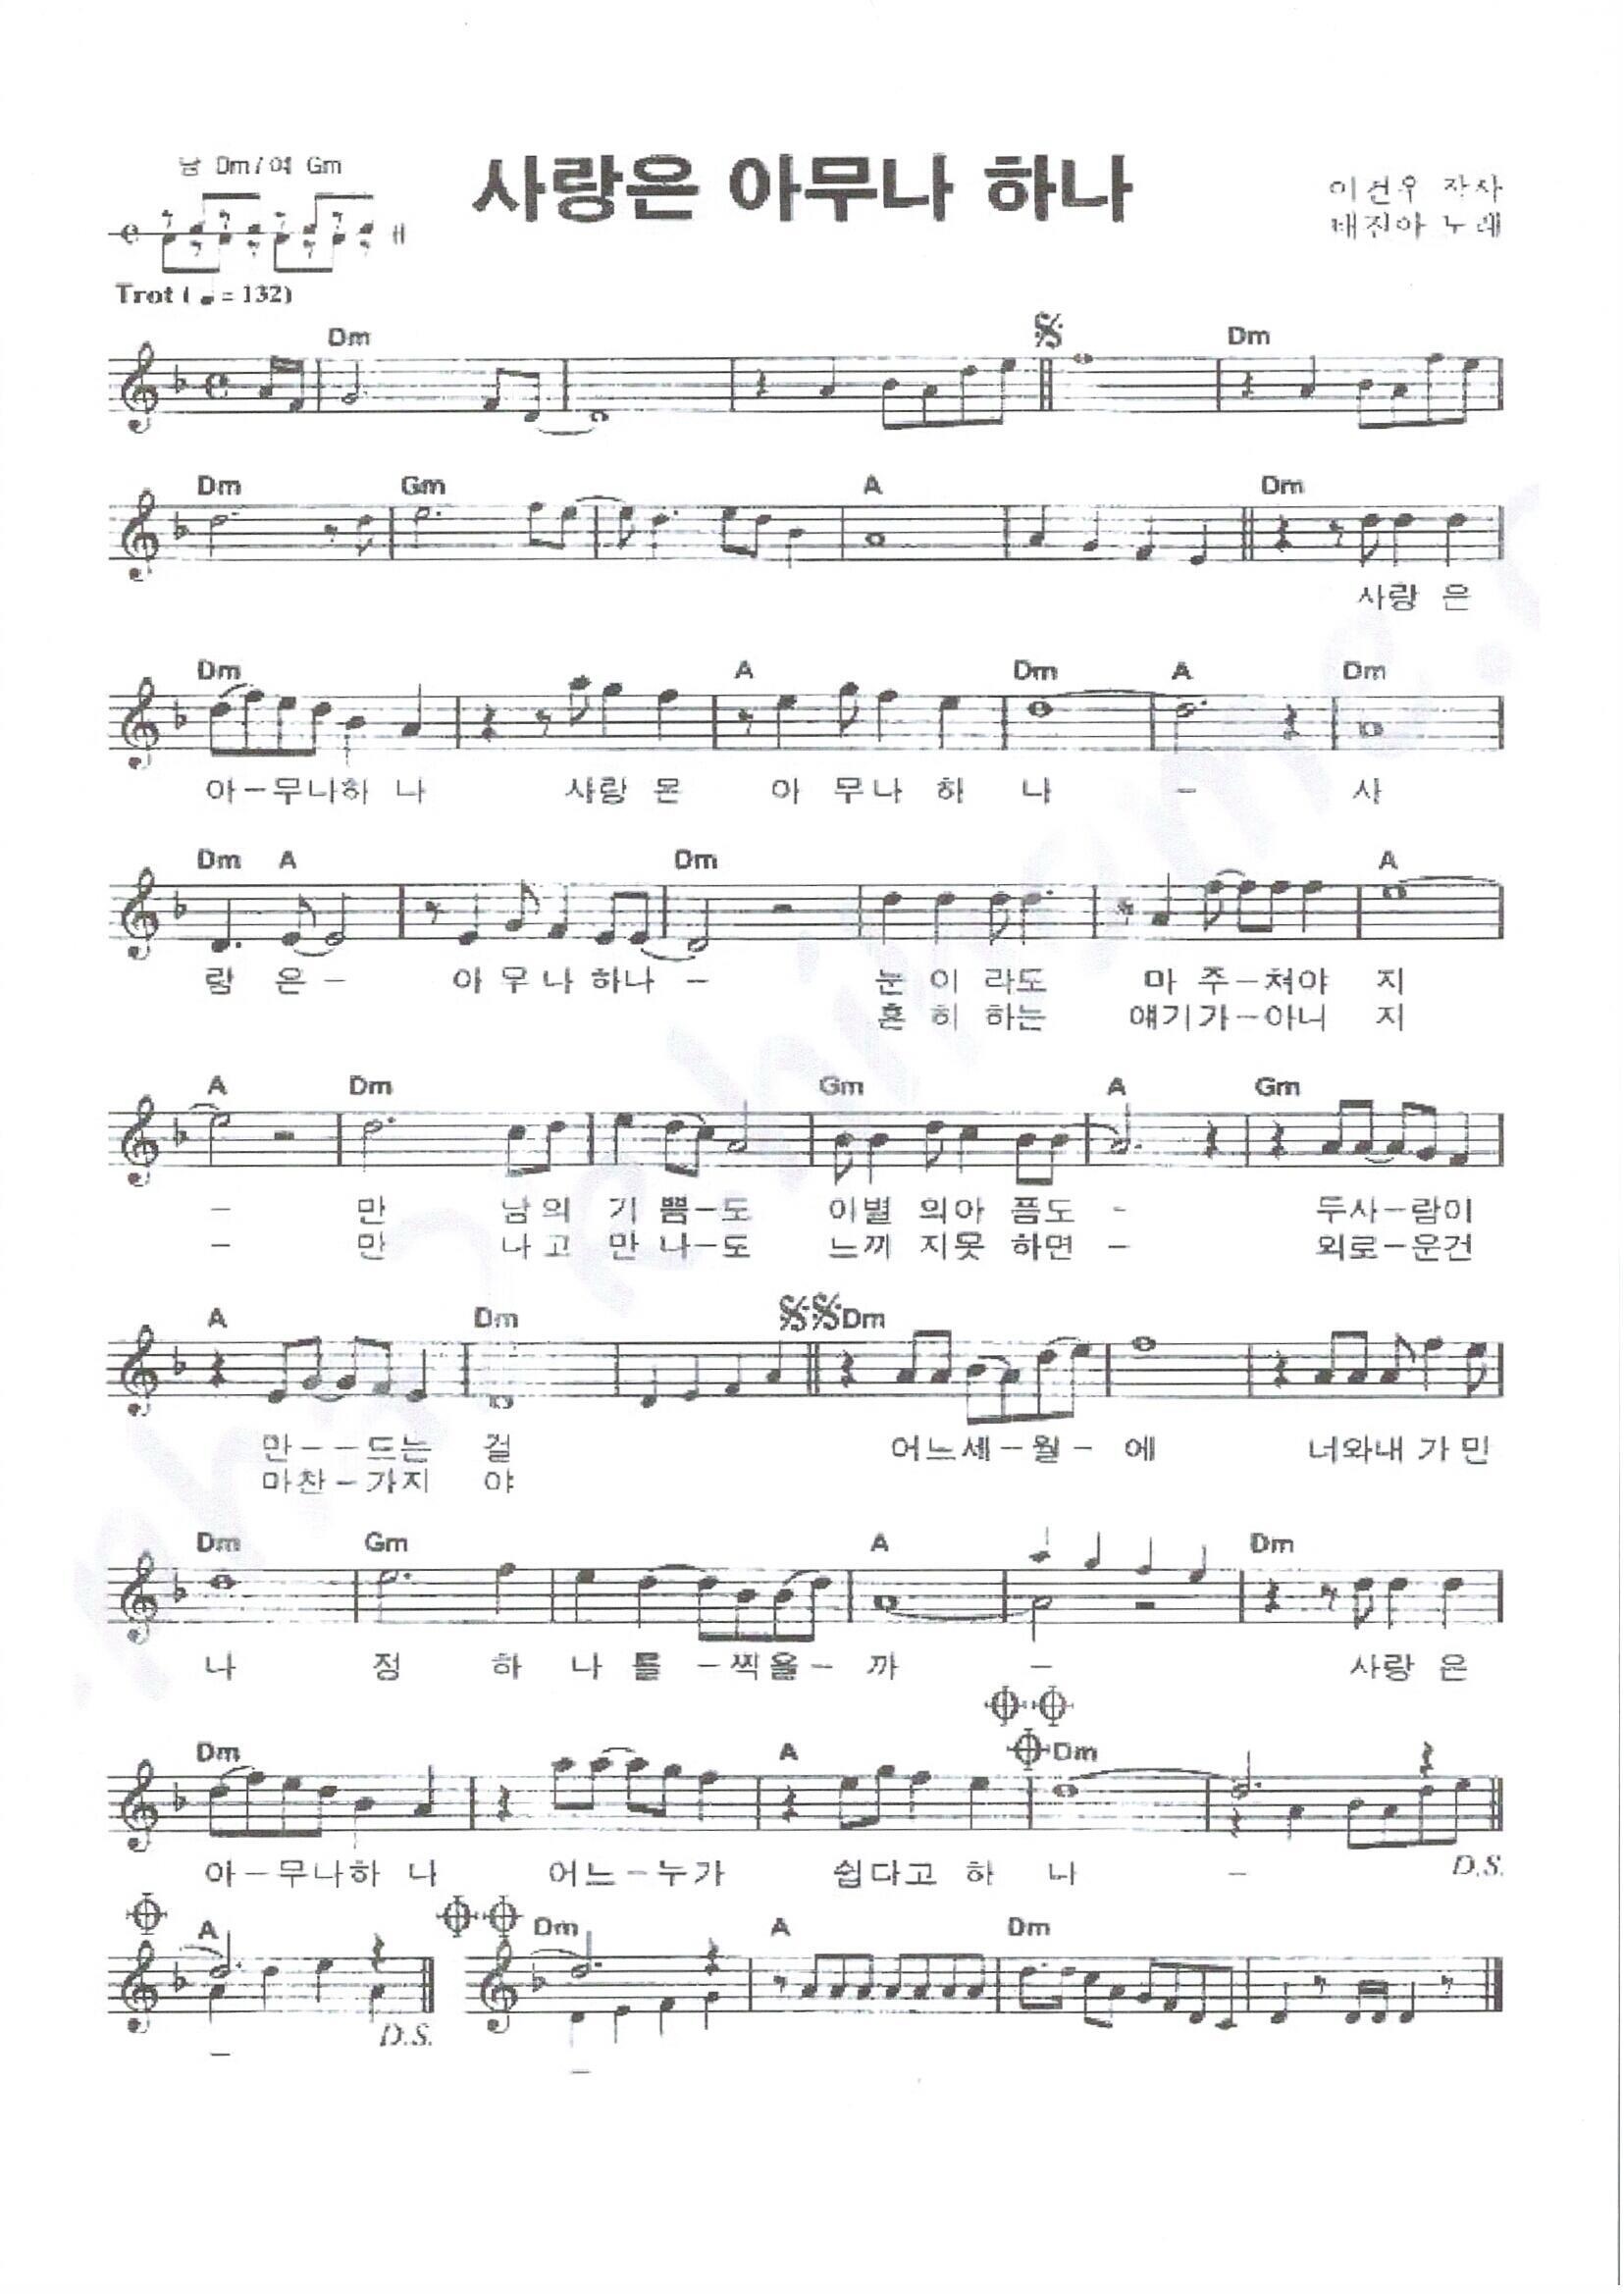 남 Dm / 여 Gm
사랑은 아무나 하나
이건우 작사
태진아 노래
Trot ( ♩ = 132)
Dm Dm
Dm Gm A Dm
사랑 은
Dm A Dm A Dm
아-무나하 나 사랑 은 아 무나 하 나 - 사
Dm A Dm A
랑 은- 아 무 나 하나 - 눈 이 라도 마 주-쳐야 지
흔 히 하는 얘기가-아니 지
A Dm Gm A Gm
- 만 남의 기 쁨-도 이별 의아 픔도 - 두사-람이
- 만 나고 만 나-도 느끼 지못 하면 - 외로-운건
A Dm Dm
만--드는 걸 어느세-월- 에 너와내 가 만
마찬-가지 야
Dm Gm A Dm
나 정 하 나 를 -찍을- 까 - 사랑 은
Dm A Dm
아-무나하 나 어느-누가 쉽다고 하 나 -
D.S.
A Dm A Dm
D.S.
- -